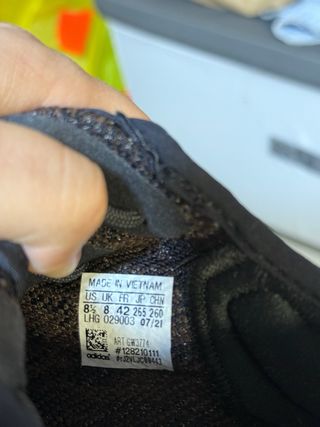 MADE IN VIETNAM
US UK FR JP CHN
8½ 8 42 265 260
LHG 029003 07/21
ART GW3774
#128210111
adidas